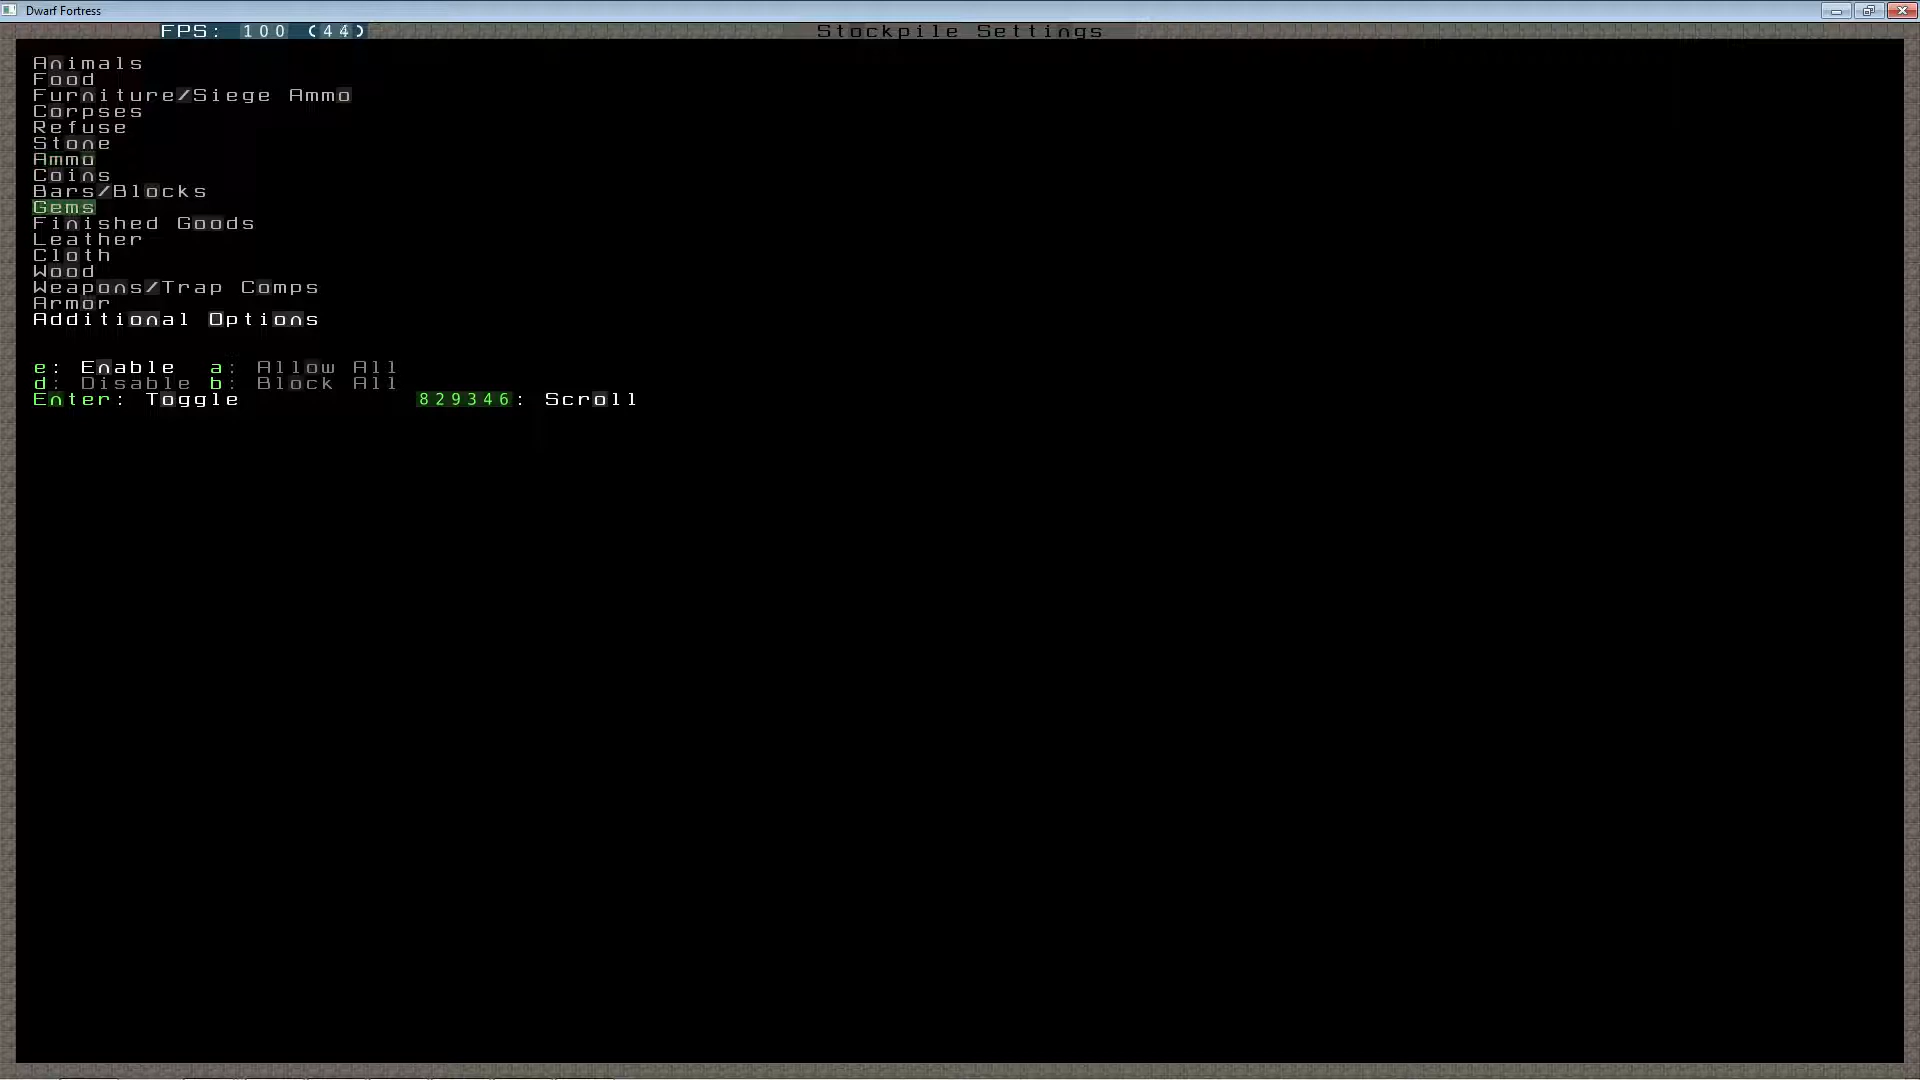 Dwarf Fortress
FPS: 100 (44)
Stockpile Settings
Animals
Food
Furniture/Siege Ammo
Corpses
Refuse
Stone
Ammo
Coins
Bars/Blocks
Gems
Finished Goods
Leather
Cloth
Wood
Weapons/Trap Comps
Armor
Additional Options
e: Enable a: Allow All
d: Disable b: Block All
Enter: Toggle 829346: Scroll